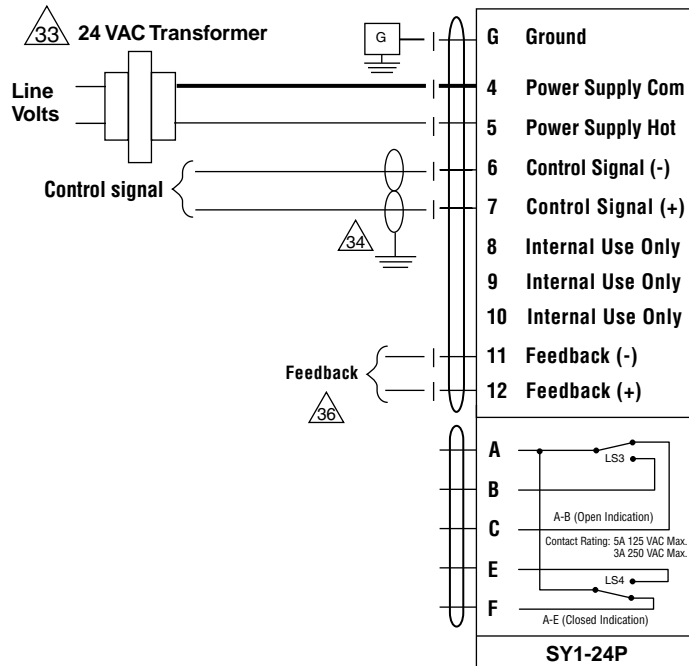 33 24 VAC Transformer
G
G Ground
Line
Volts
4 Power Supply Com
5 Power Supply Hot
6 Control Signal (-)
Control signal
7 Control Signal (+)
34
8 Internal Use Only
9 Internal Use Only
10 Internal Use Only
11 Feedback (-)
Feedback
12 Feedback (+)
36
A
LS3
B
A-B (Open Indication)
C
Contact Rating: 5A 125 VAC Max.
3A 250 VAC Max.
E
LS4
F
A-E (Closed Indication)
SY1-24P